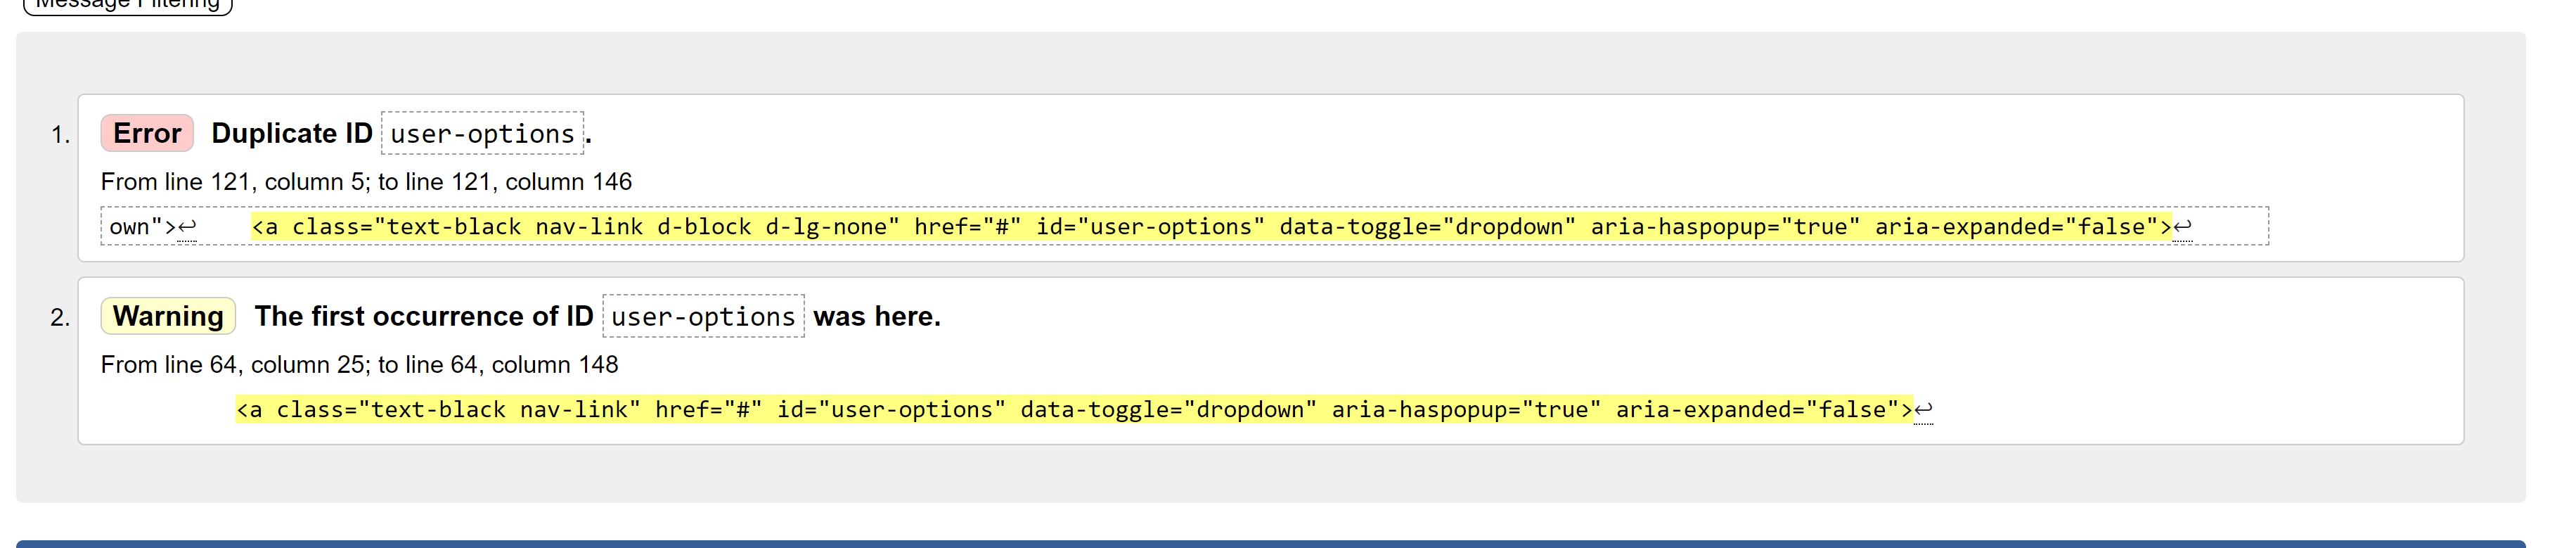 Message Filtering
1. Error Duplicate ID user-options.
From line 121, column 5; to line 121, column 146
own">↩    <a class="text-black nav-link d-block d-lg-none" href="#" id="user-options" data-toggle="dropdown" aria-haspopup="true" aria-expanded="false">↩
2. Warning The first occurrence of ID user-options was here.
From line 64, column 25; to line 64, column 148
<a class="text-black nav-link" href="#" id="user-options" data-toggle="dropdown" aria-haspopup="true" aria-expanded="false">↩